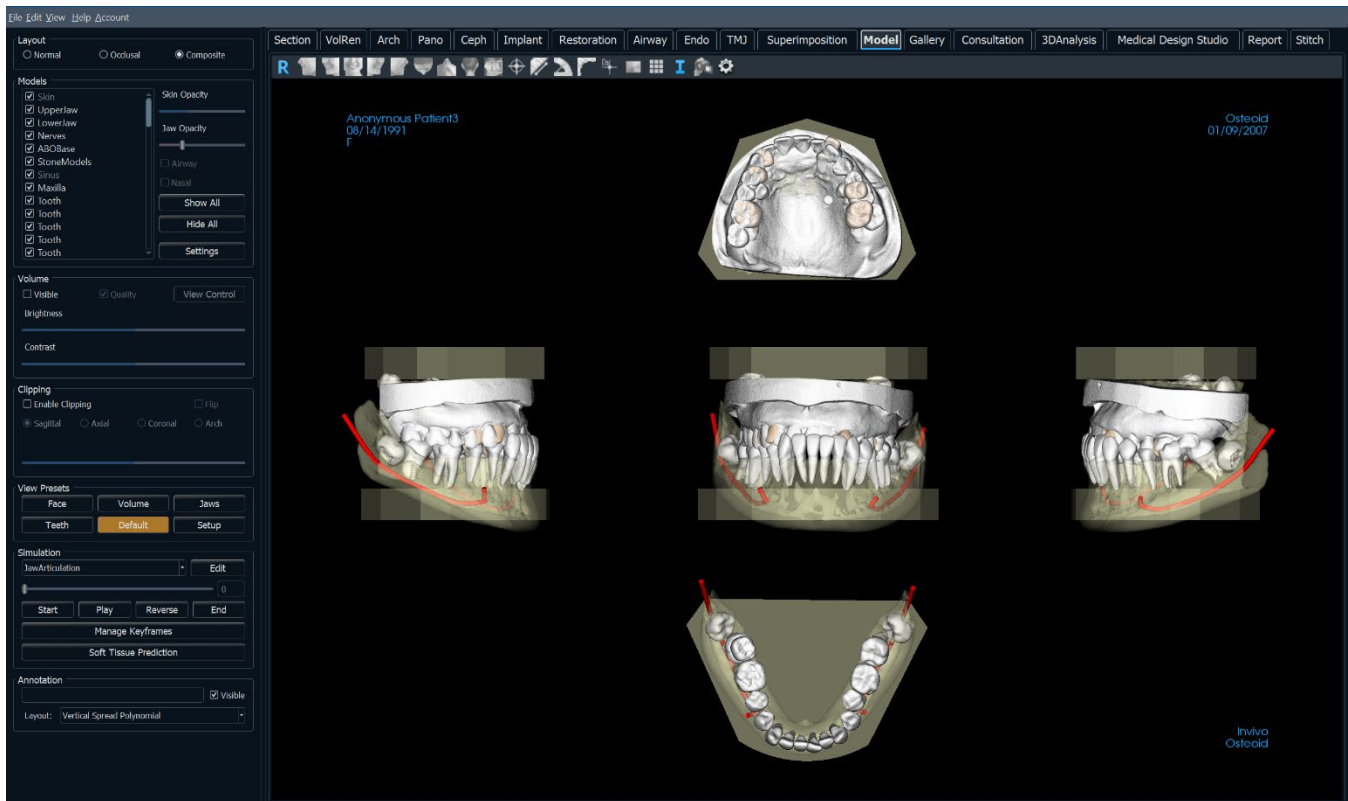 File Edit View Help Account
Layout
Normal Occlusal Composite
Models
Skin
UpperJaw
LowerJaw
Nerves
ABOBase
StoneModels
Sinus
Maxilla
Tooth
Tooth
Tooth
Tooth
Tooth
Skin Opacity
Jaw Opacity
Airway
Nasal
Show All
Hide All
Settings
Volume
Visible Quality View Control
Brightness
Contrast
Clipping
Enable Clipping Flip
Sagittal Axial Coronal Arch
View Presets
Face Volume Jaws
Teeth Default Setup
Simulation
JawArticulation Edit
0
Start Play Reverse End
Manage Keyframes
Soft Tissue Prediction
Annotation
Visible
Layout: Vertical Spread Polynomial
Section VolRen Arch Pano Ceph Implant Restoration Airway Endo TMJ Superimposition Model Gallery Consultation 3DAnalysis Medical Design Studio Report Stitch
R I
Anonymous Patient3
08/14/1991
F
Osteoid
01/09/2007
Invivo
Osteoid